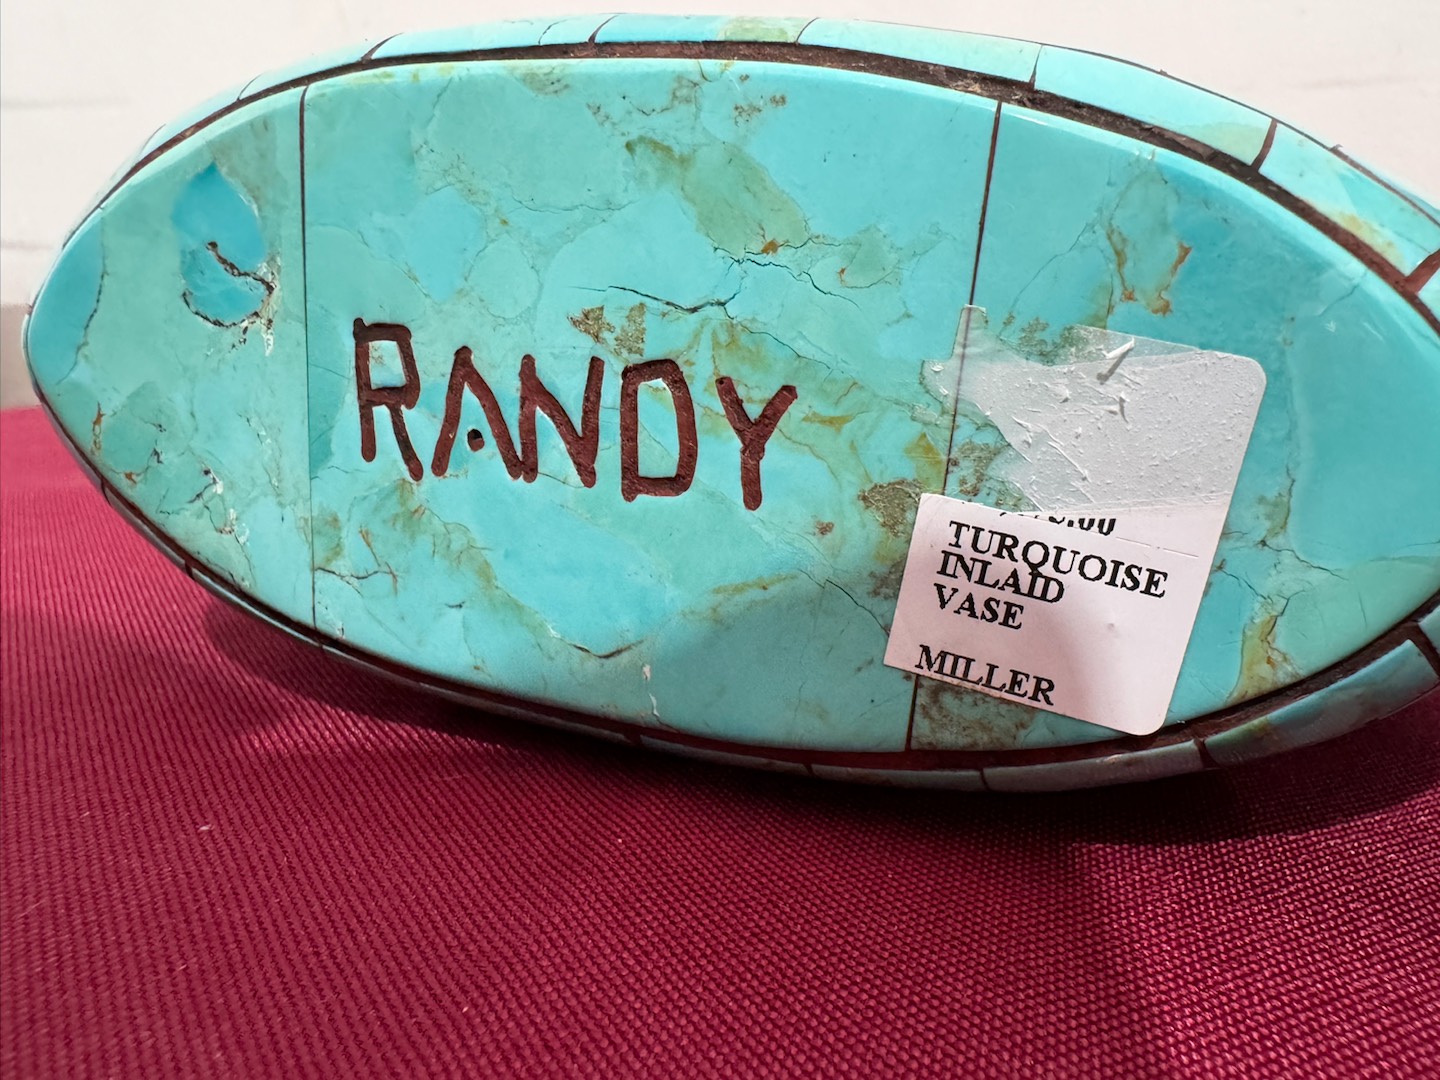 RANDY
TURQUOISE
INLAID
VASE
MILLER